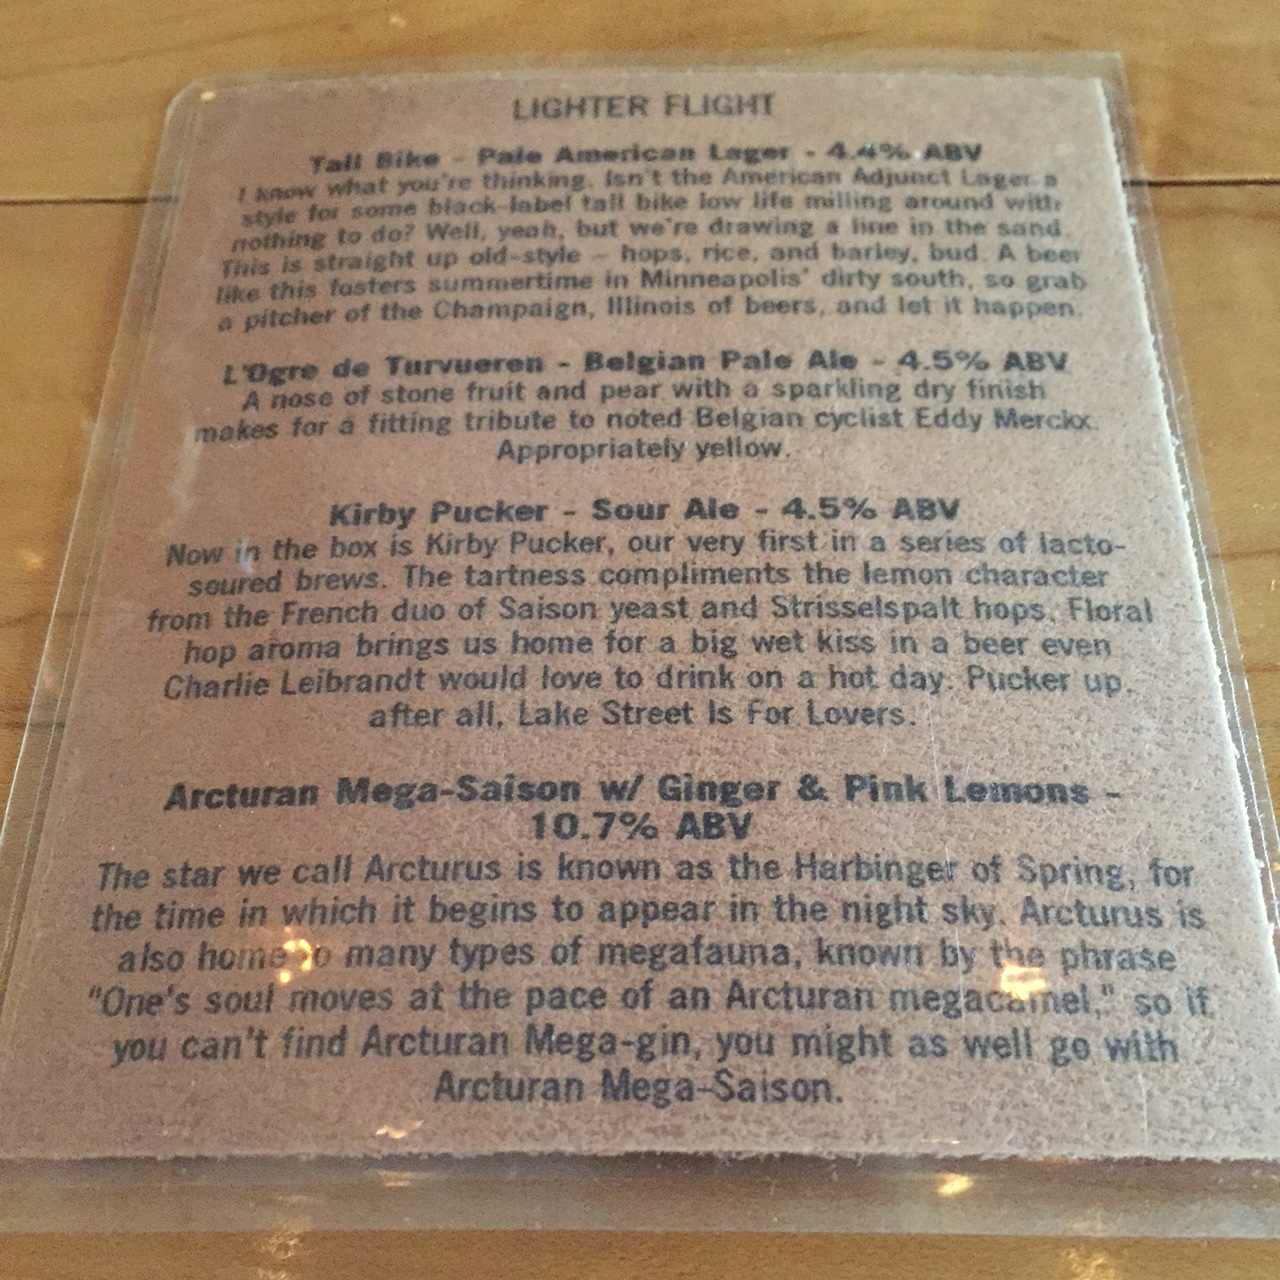 LIGHTER FLIGHT
Tall Bike - Pale American Lager - 4.4% ABV
I know what you're thinking. Isn't the American Adjunct Lager a
style for some black-label tall bike low life milling around with
nothing to do? Well, yeah, but we're drawing a line in the sand.
This is straight up old-style - hops, rice, and barley, bud. A beer
like this fosters summertime in Minneapolis' dirty south, so grab
a pitcher of the Champaign, Illinois of beers, and let it happen.
L'Ogre de Turvueren - Belgian Pale Ale - 4.5% ABV
A nose of stone fruit and pear with a sparkling dry finish
makes for a fitting tribute to noted Belgian cyclist Eddy Merckx.
Appropriately yellow.
Kirby Pucker - Sour Ale - 4.5% ABV
Now in the box is Kirby Pucker, our very first in a series of lacto-
soured brews. The tartness compliments the lemon character
from the French duo of Saison yeast and Strisselspalt hops. Floral
hop aroma brings us home for a big wet kiss in a beer even
Charlie Leibrandt would love to drink on a hot day. Pucker up,
after all, Lake Street Is For Lovers.
Arcturan Mega-Saison w/ Ginger & Pink Lemons -
10.7% ABV
The star we call Arcturus is known as the Harbinger of Spring, for
the time in which it begins to appear in the night sky. Arcturus is
also home to many types of megafauna, known by the phrase
"One's soul moves at the pace of an Arcturan megacamel," so if
you can't find Arcturan Mega-gin, you might as well go with
Arcturan Mega-Saison.